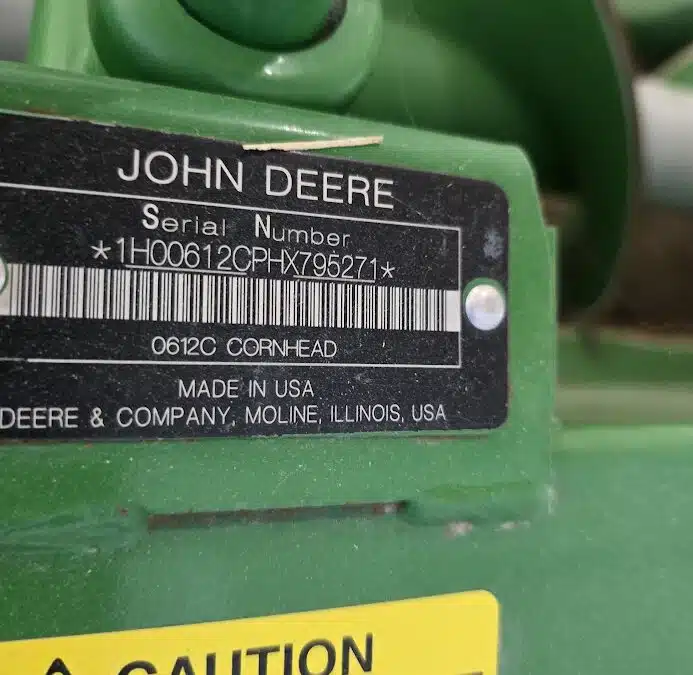 JOHN DEERE
Serial Number
*1H00612CPHX795271*
0612C CORNHEAD
MADE IN USA
DEERE & COMPANY, MOLINE, ILLINOIS, USA
CAUTION